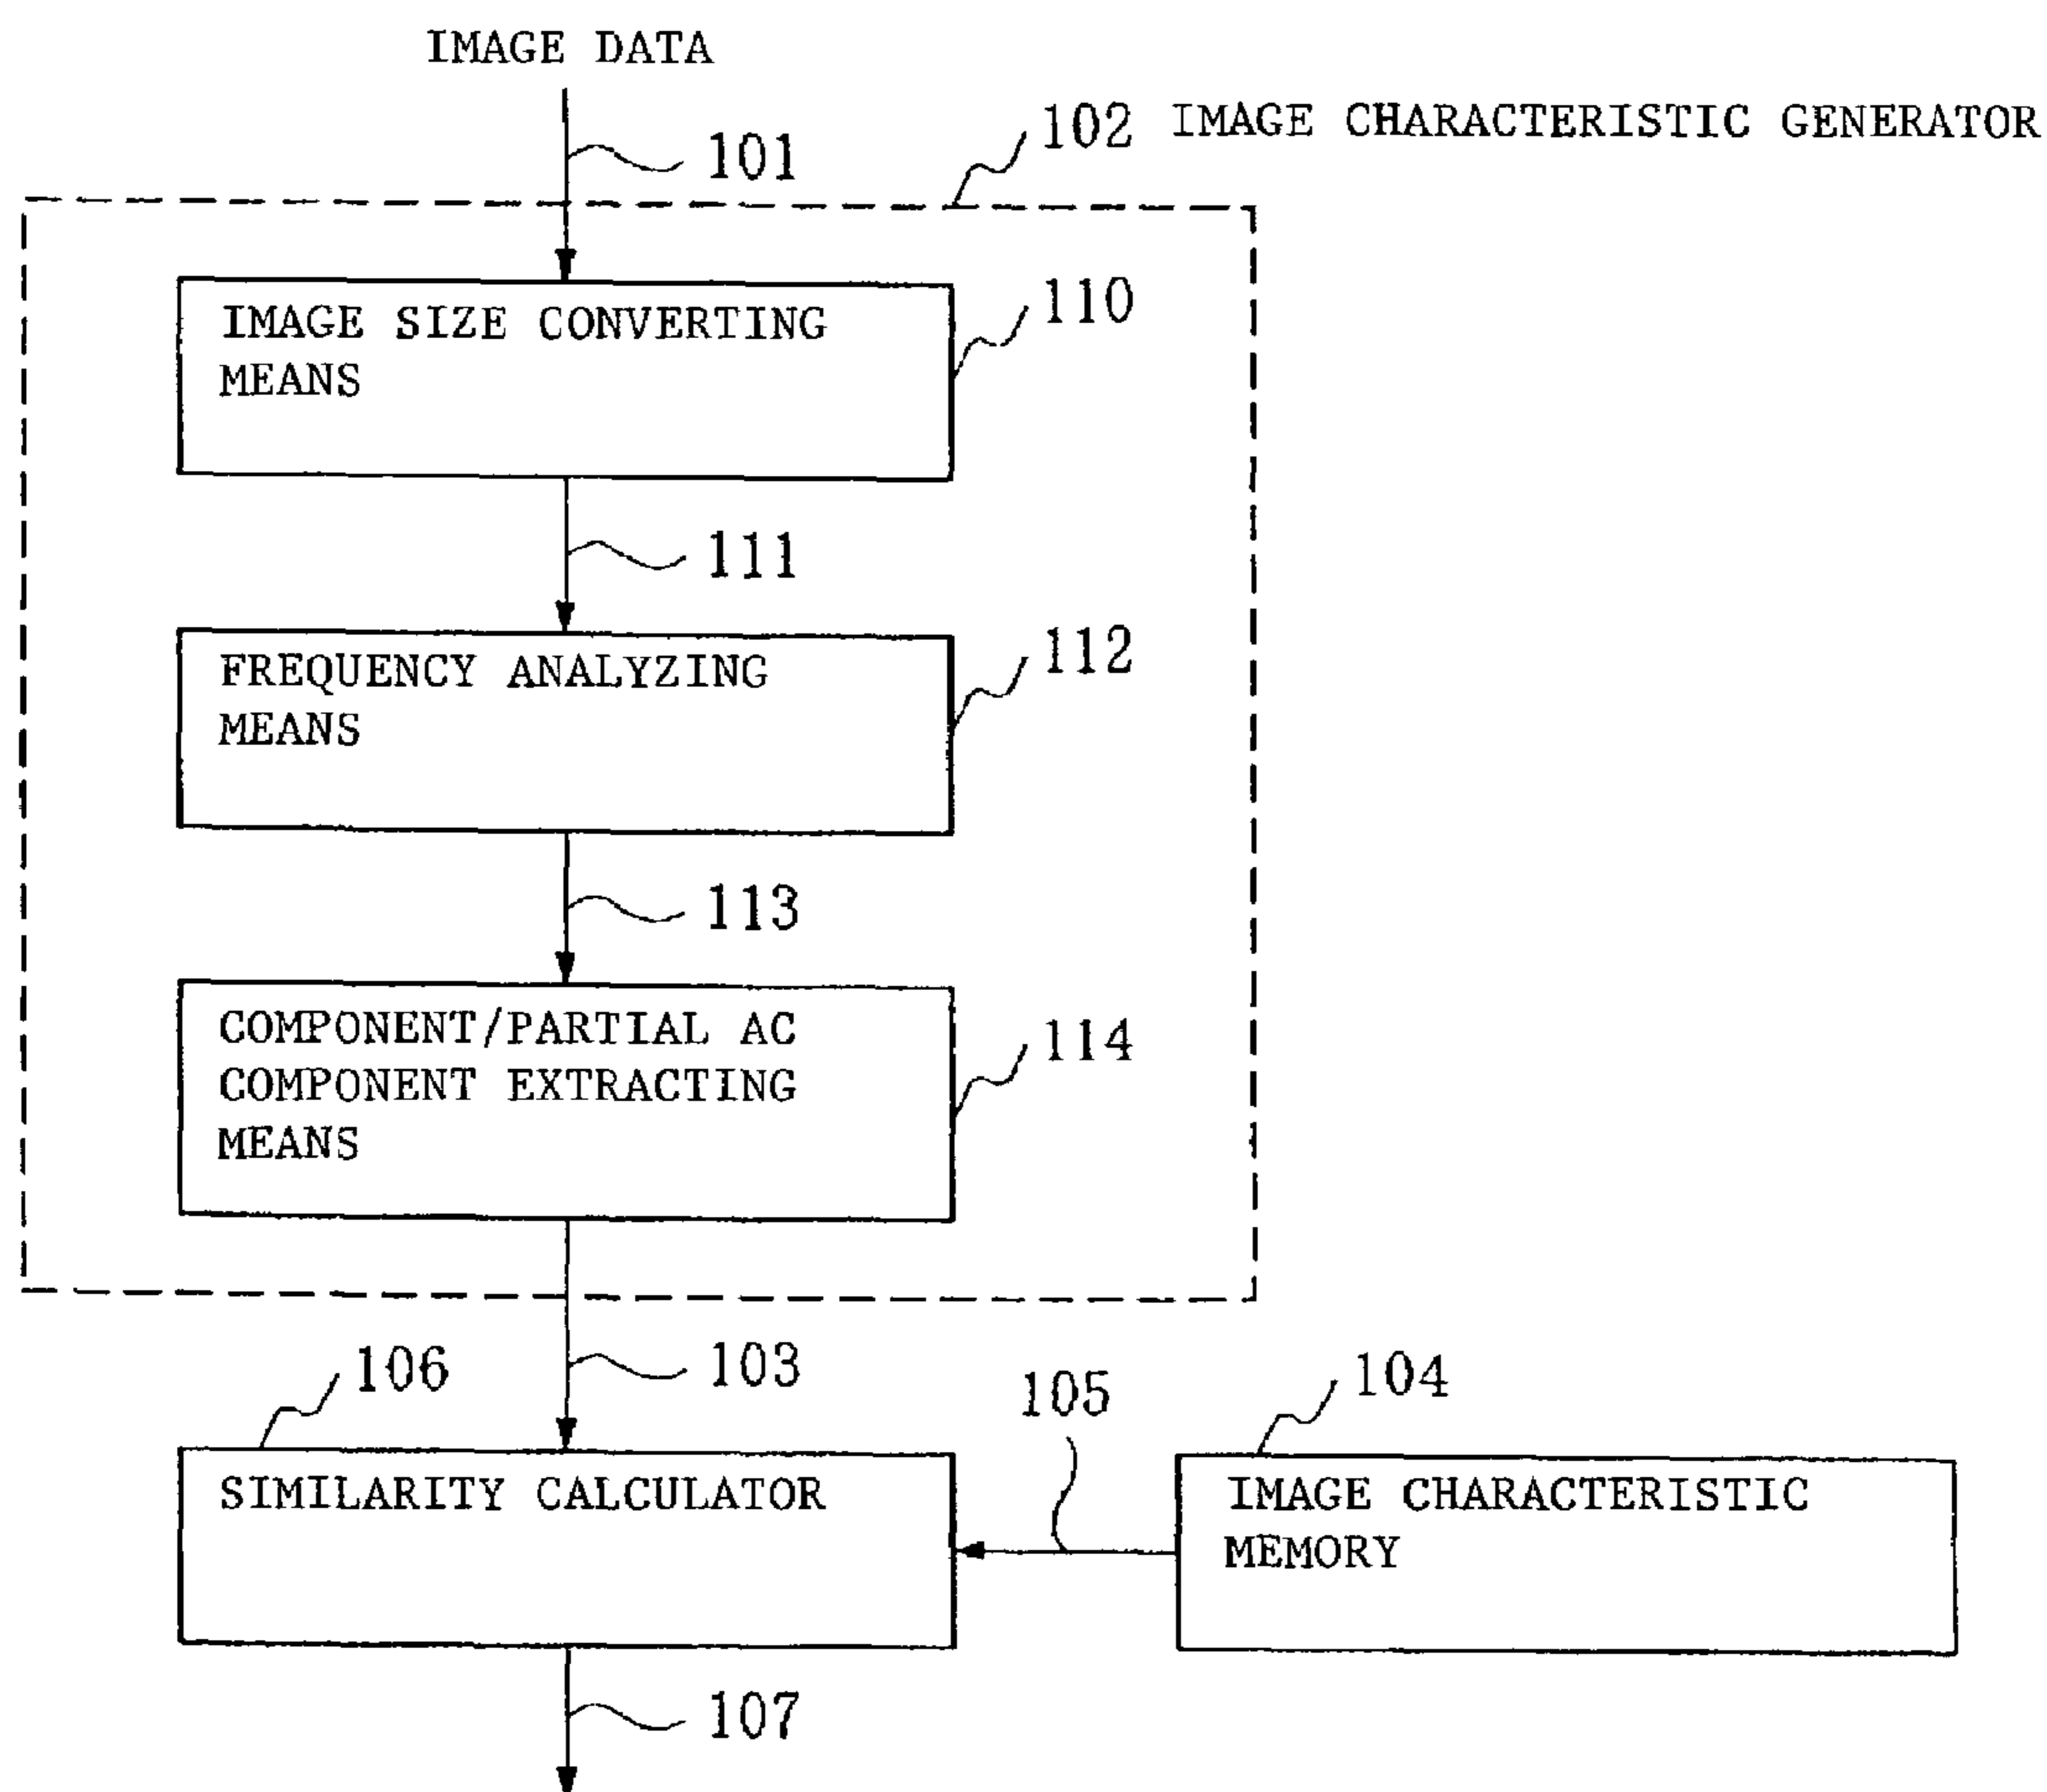 IMAGE DATA
102 IMAGE CHARACTERISTIC GENERATOR
101
IMAGE SIZE CONVERTING
MEANS
110
111
FREQUENCY ANALYZING
MEANS
112
113
COMPONENT/PARTIAL AC
COMPONENT EXTRACTING
MEANS
114
103
106
105
104
SIMILARITY CALCULATOR
IMAGE CHARACTERISTIC
MEMORY
107